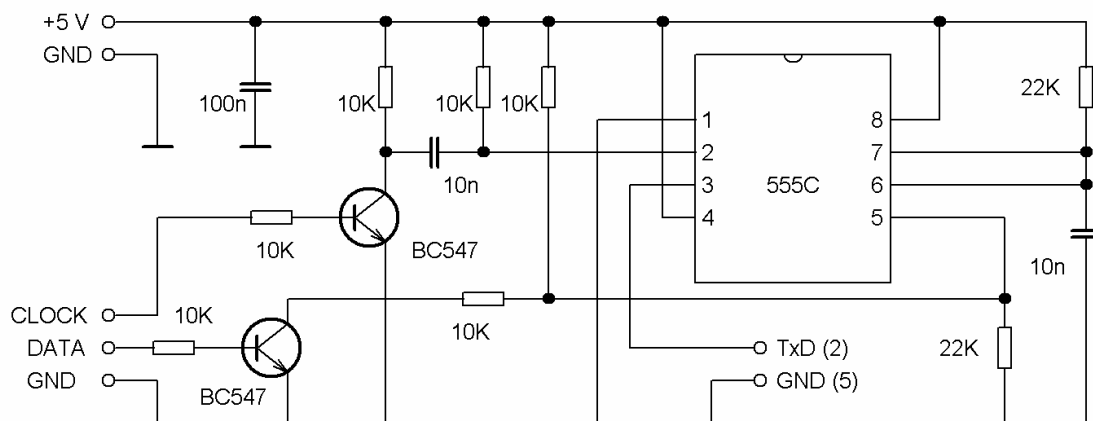 +5 V
GND
100n
10K
10K
10K
22K
1
8
2
7
10n
555C
3
6
4
5
10K
BC547
10n
CLOCK
10K
10K
DATA
TxD (2)
22K
GND
BC547
GND (5)